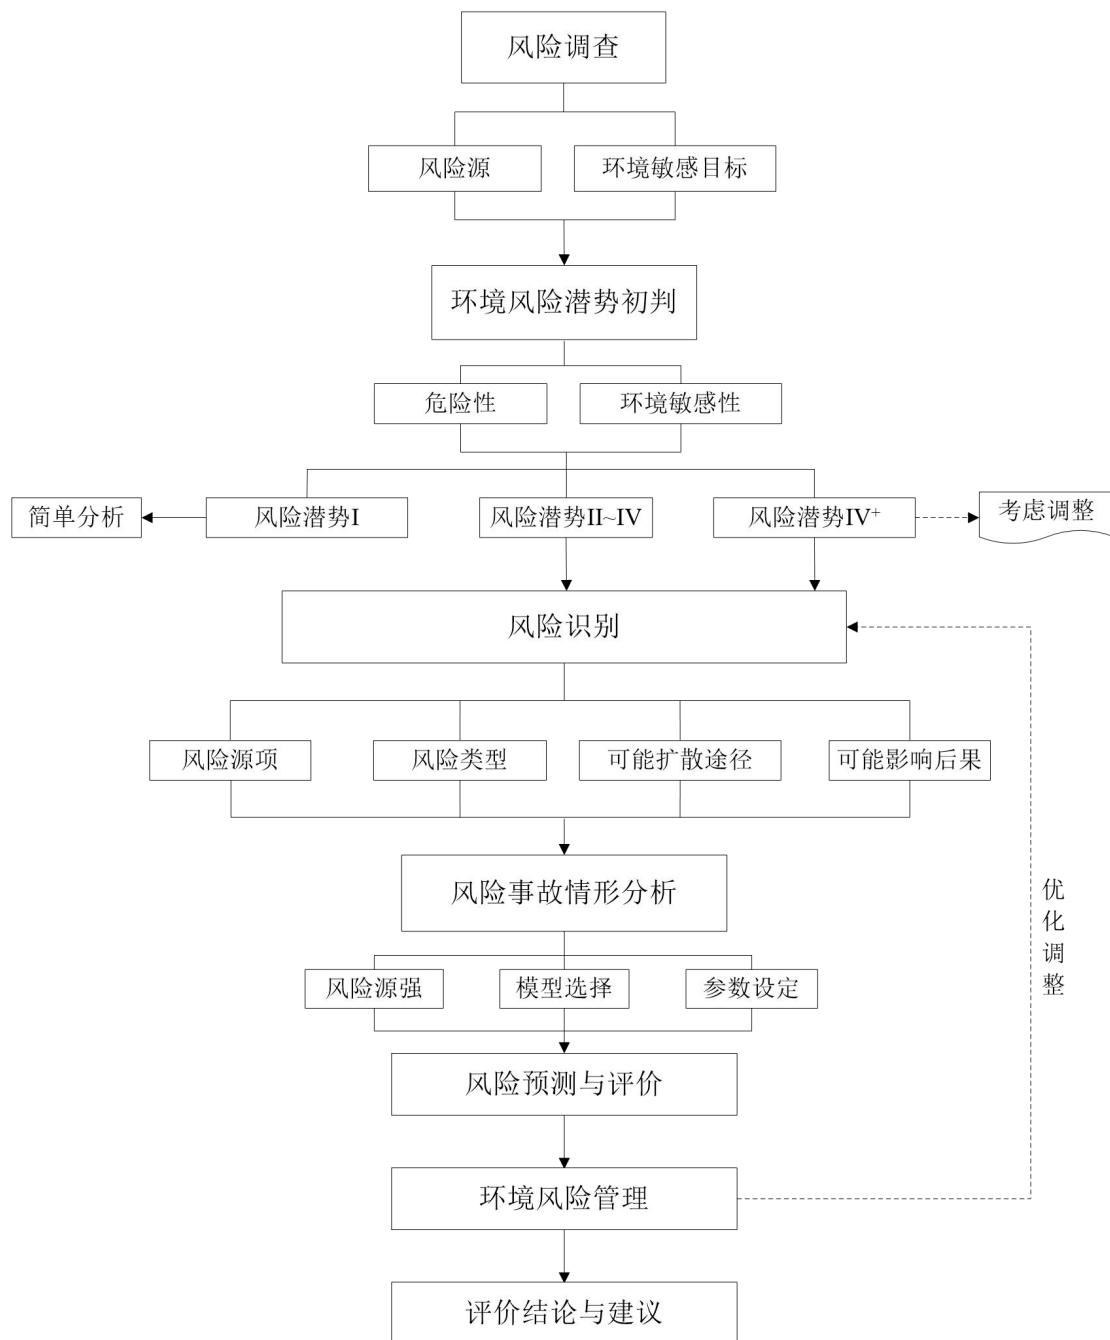 风险调查
风险源
环境敏感目标
环境风险潜势初判
危险性
环境敏感性
简单分析
风险潜势I
风险潜势II~IV
风险潜势IV⁺
考虑调整
风险识别
风险源项
风险类型
可能扩散途径
可能影响后果
风险事故情形分析
优化调整
风险源强
模型选择
参数设定
风险预测与评价
环境风险管理
评价结论与建议